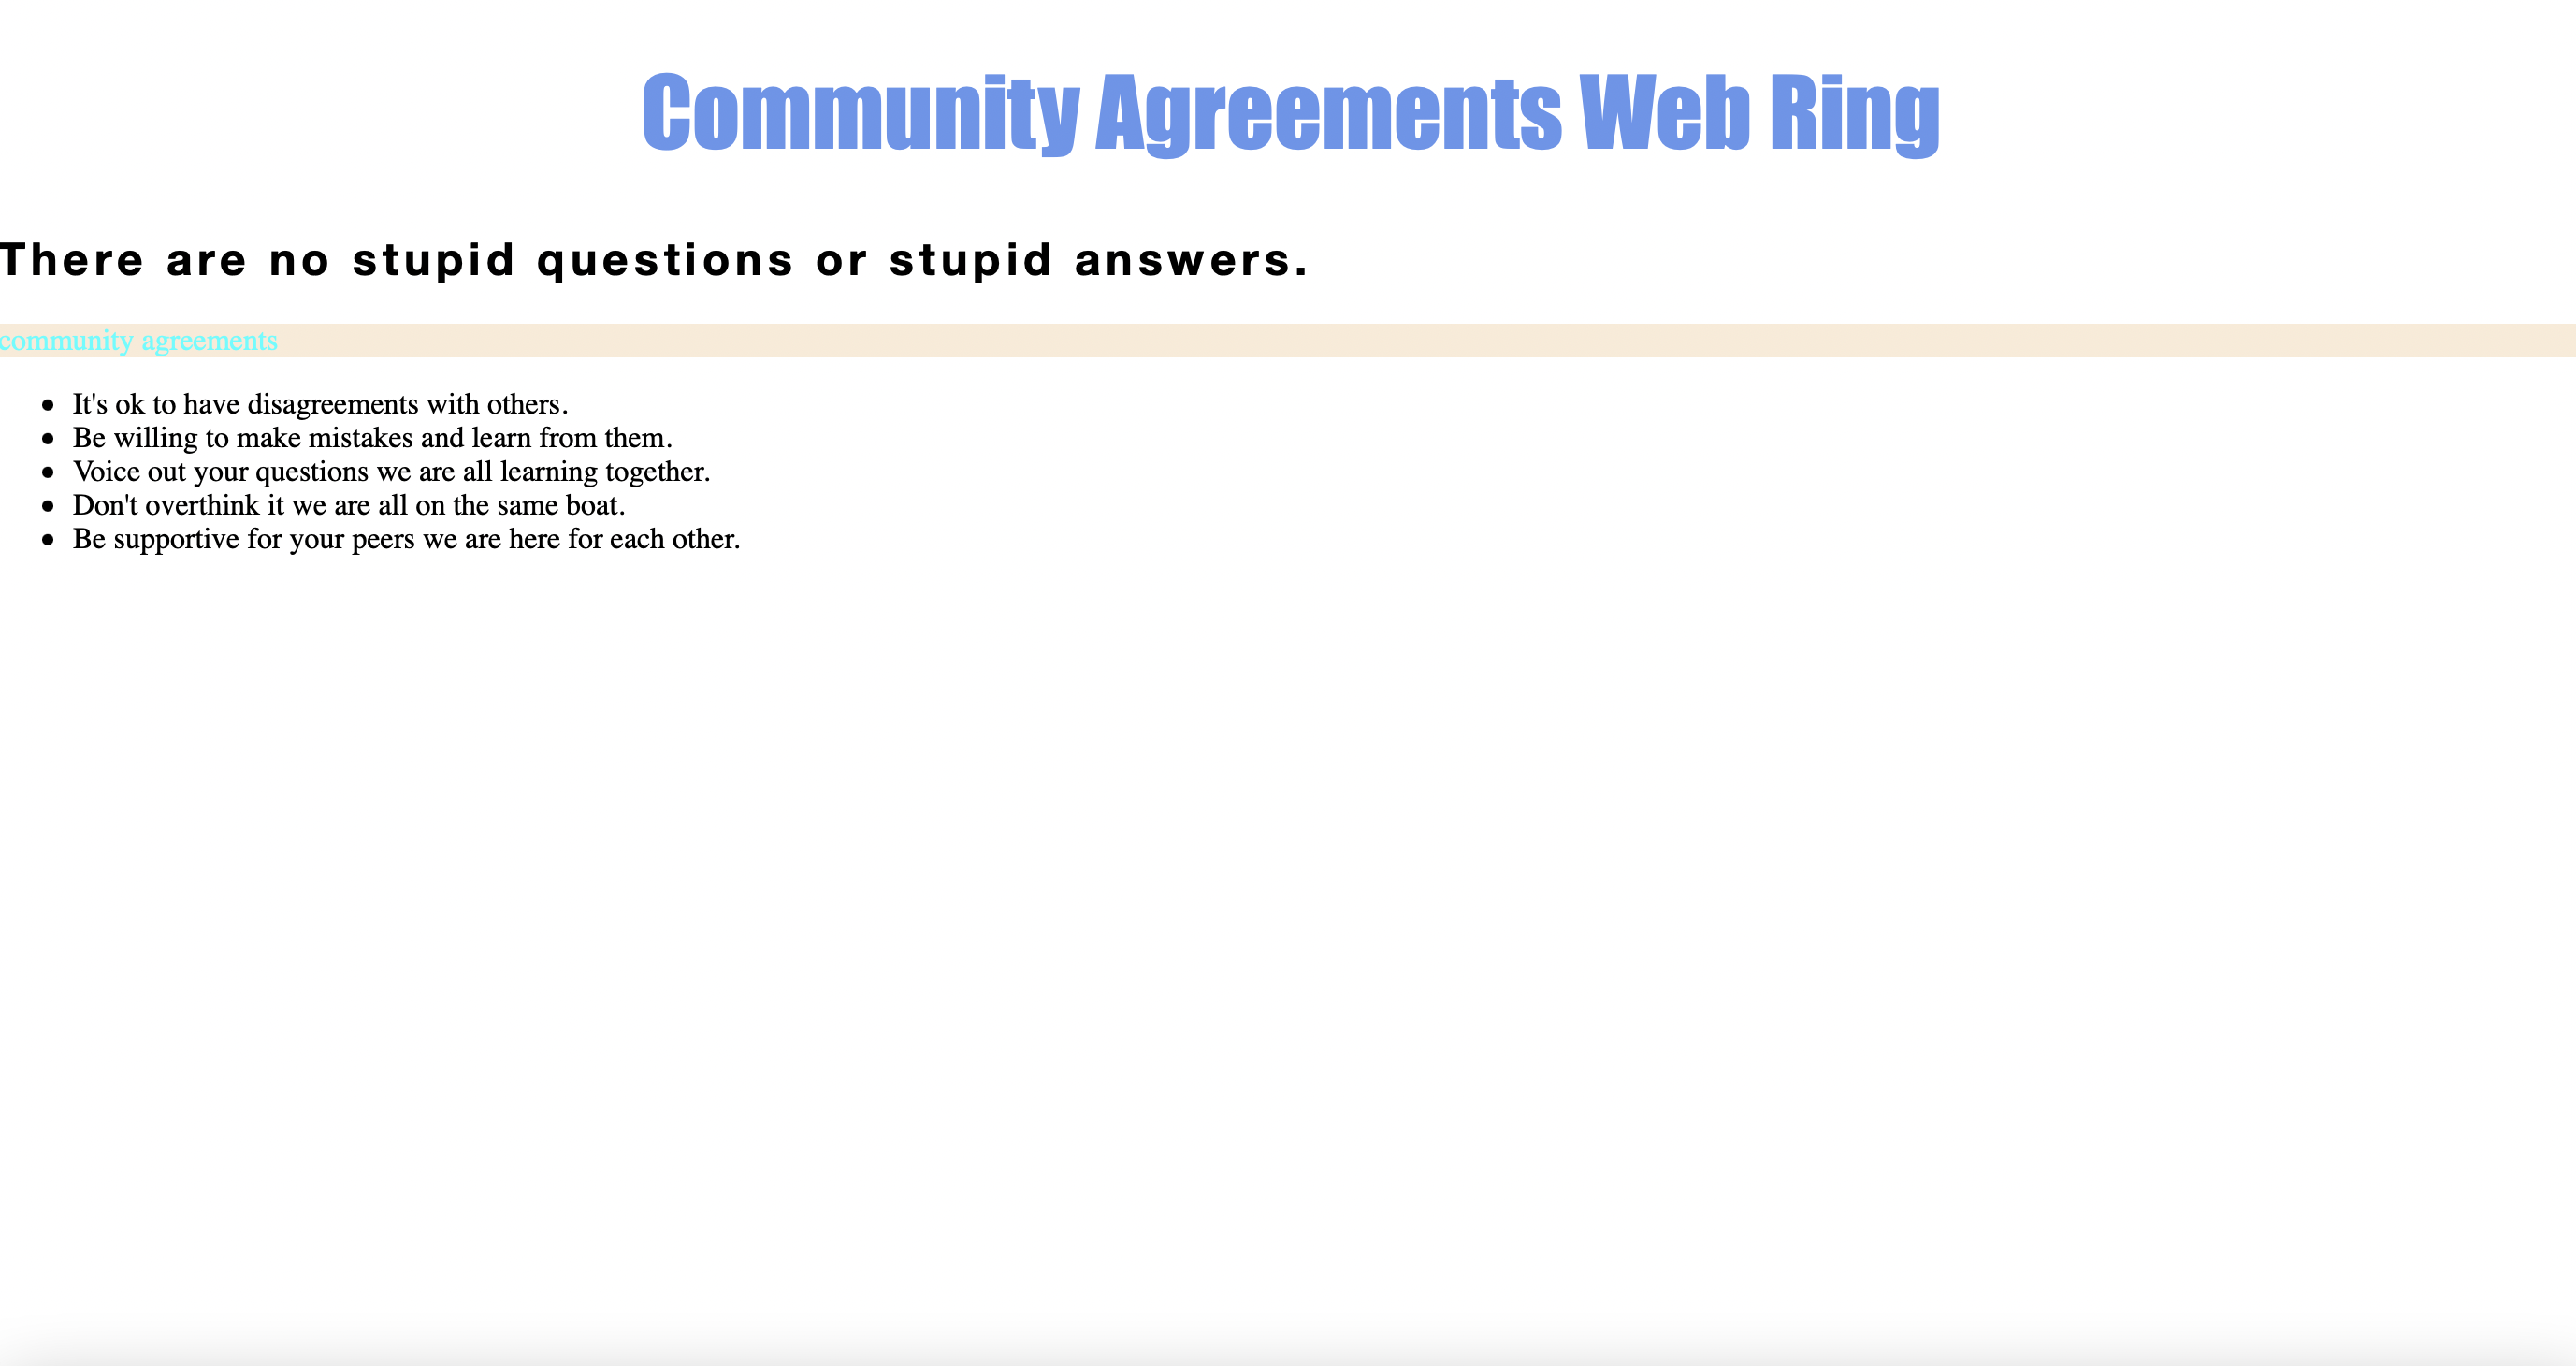 Community Agreements Web Ring
There are no stupid questions or stupid answers.
community agreements
It's ok to have disagreements with others.
Be willing to make mistakes and learn from them.
Voice out your questions we are all learning together.
Don't overthink it we are all on the same boat.
Be supportive for your peers we are here for each other.